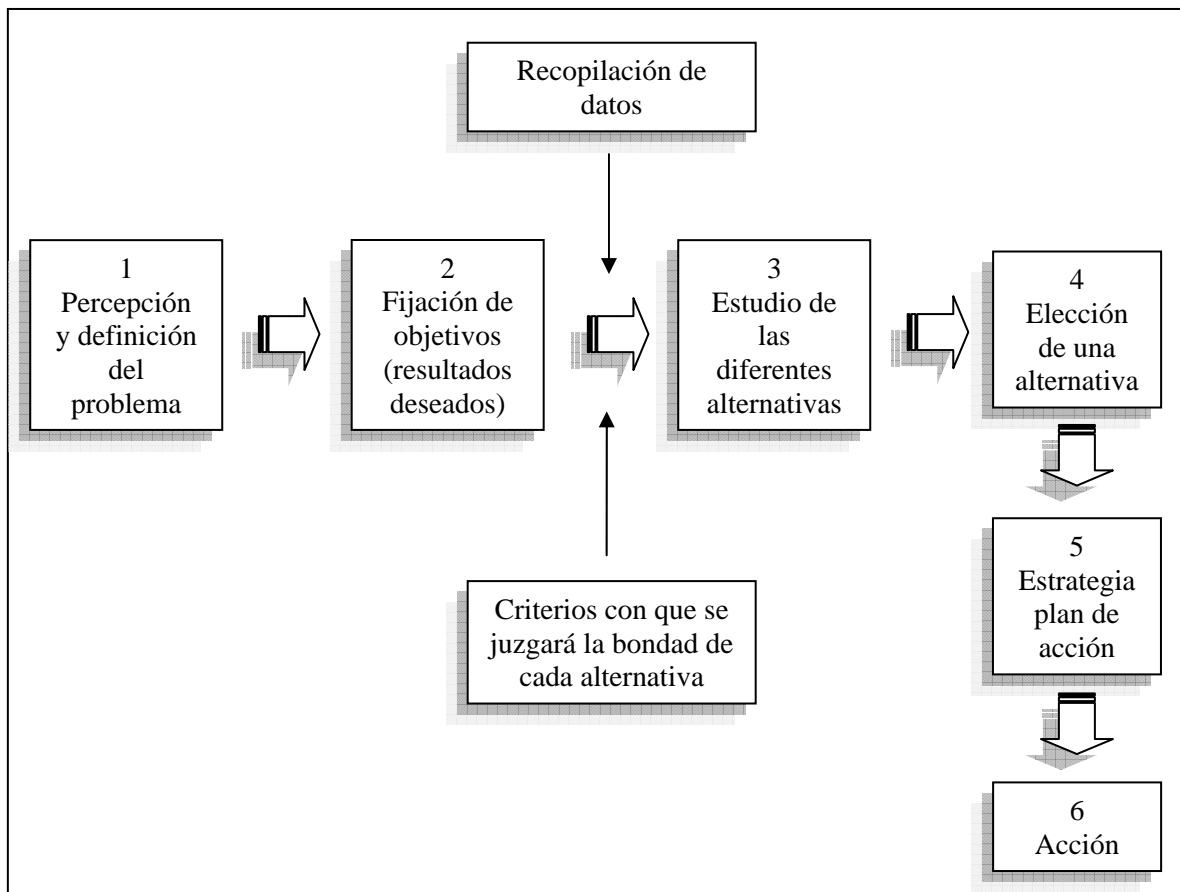 Recopilación de
datos
1
Percepción
y definición
del
problema
2
Fijación de
objetivos
(resultados
deseados)
3
Estudio de
las
diferentes
alternativas
4
Elección
de una
alternativa
Criterios con que se
juzgará la bondad de
cada alternativa
5
Estrategia
plan de
acción
6
Acción